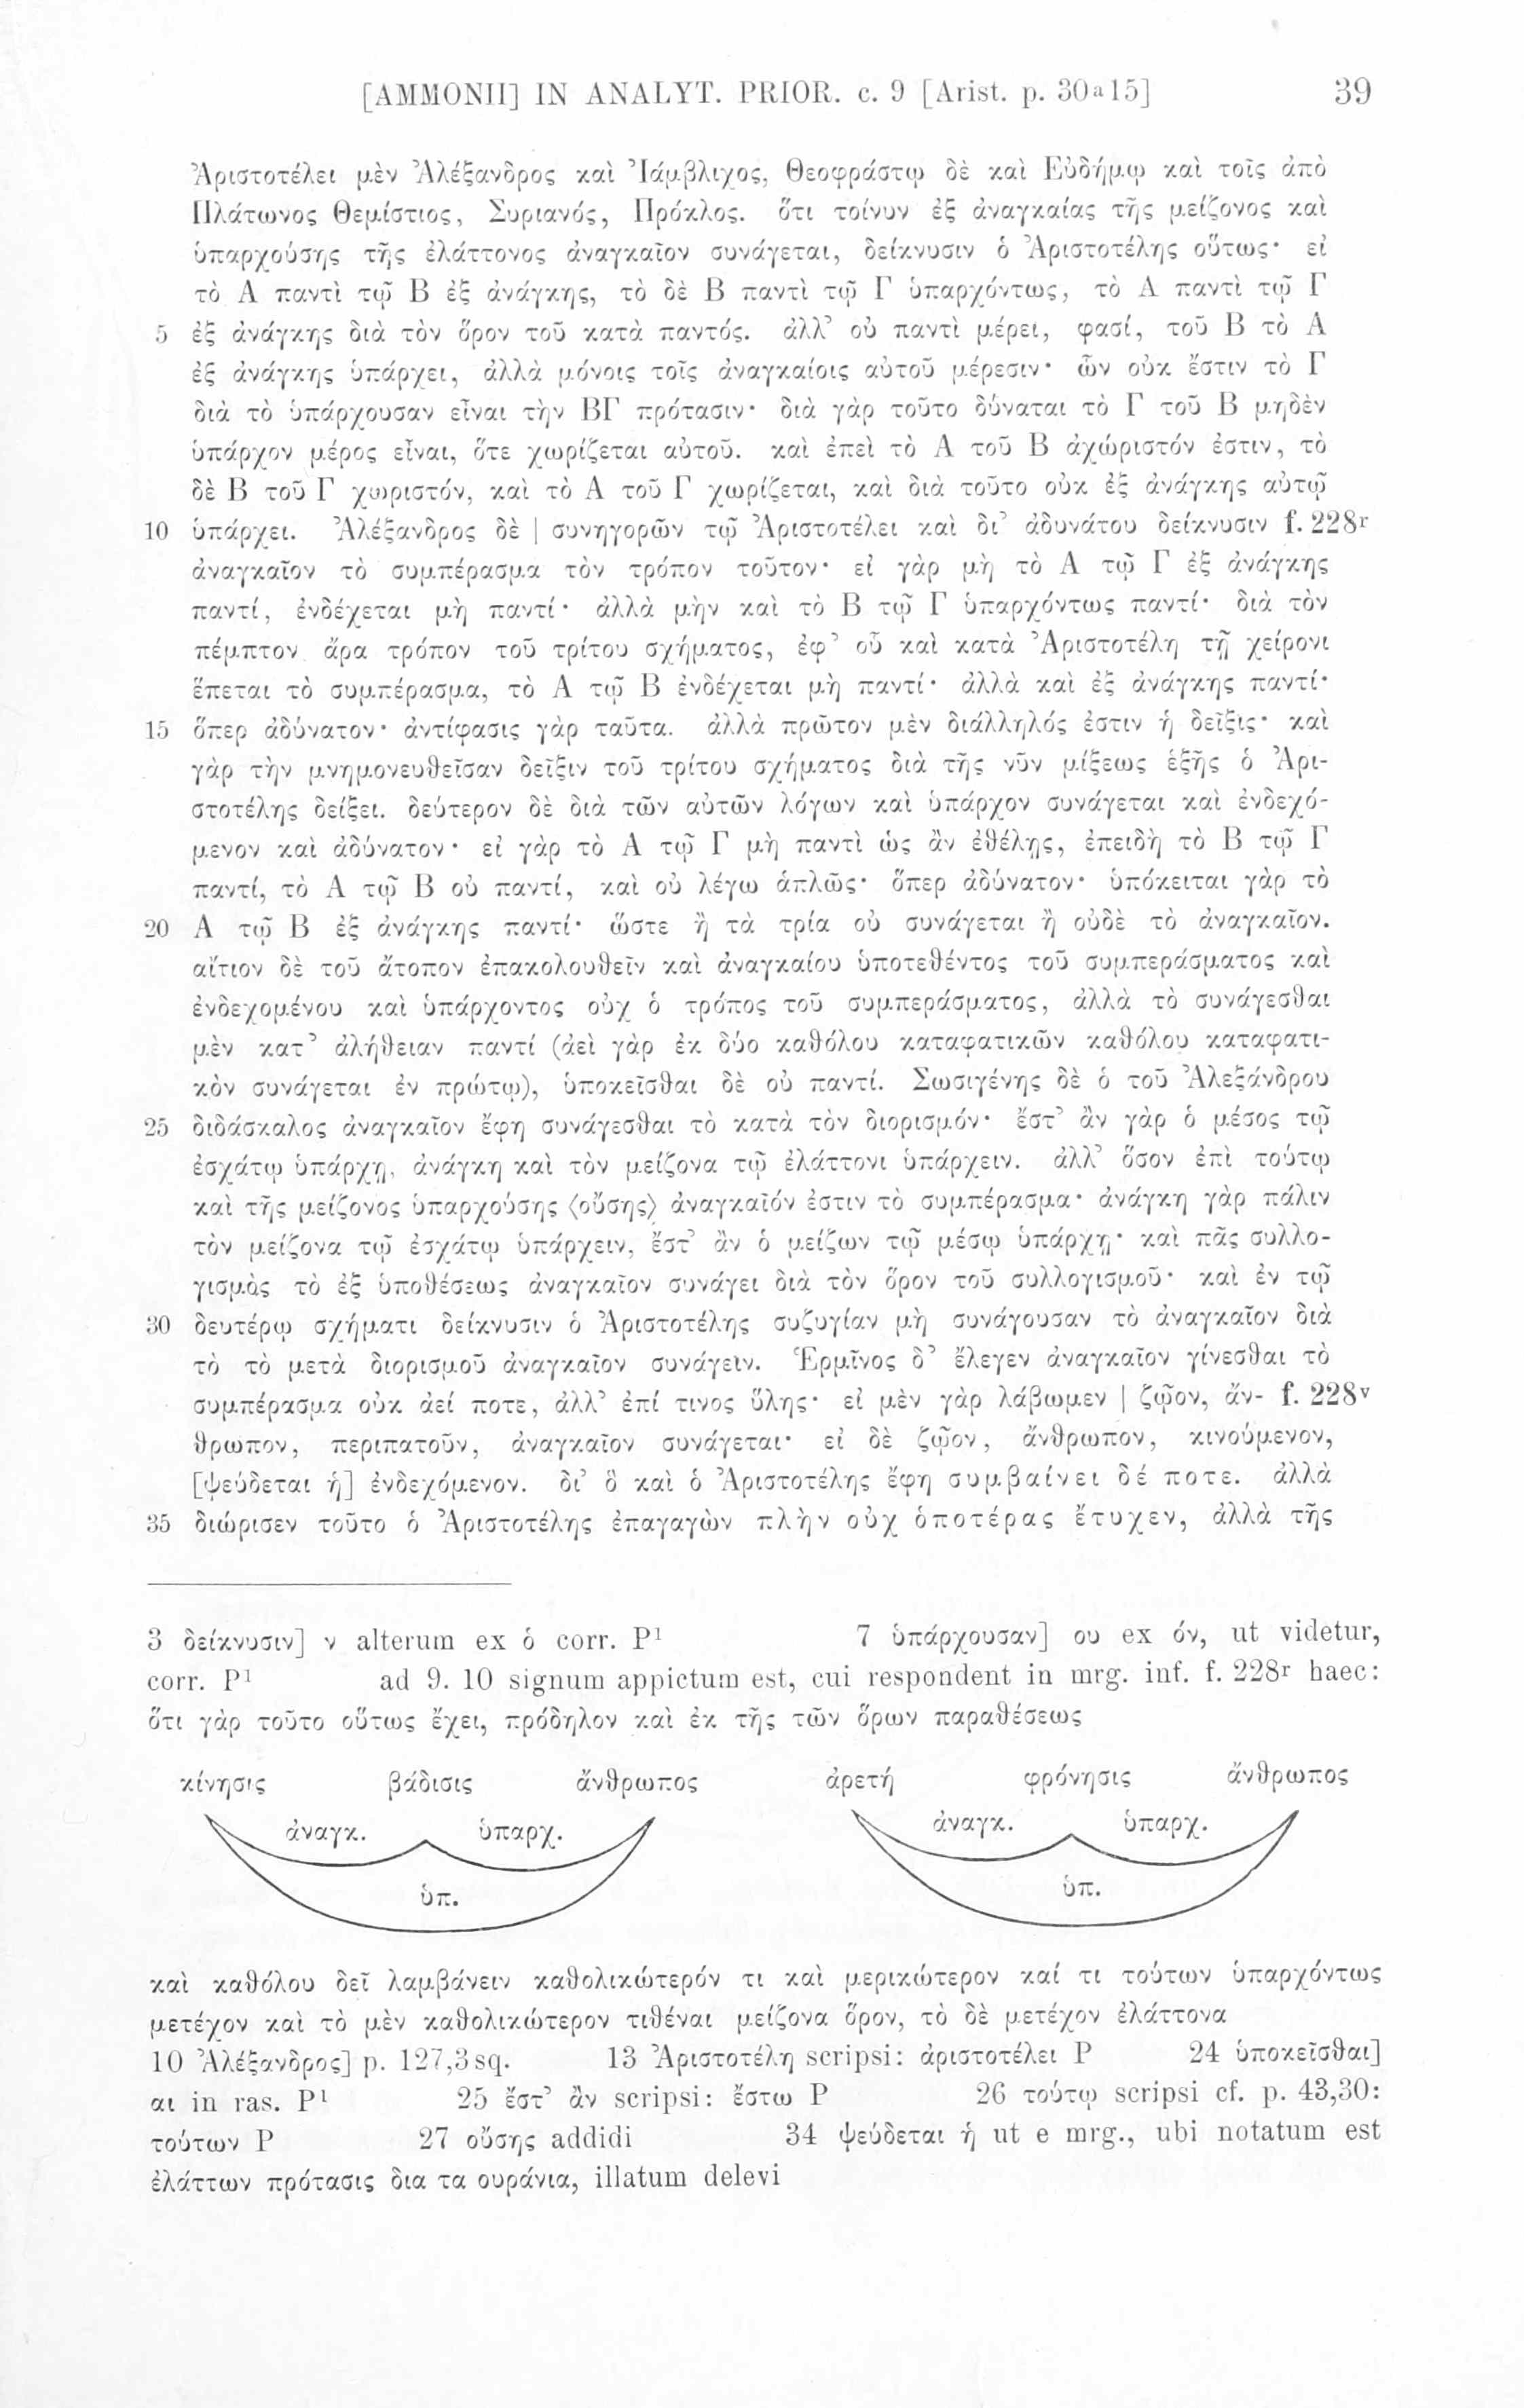 [AMMONII] IN ANALYT. PRIOR. c. 9 [Arist. p. 30a15] 39
Ἀριστοτέλει μὲν Ἀλέξανδρος καὶ Ἰάμβλιχος, Θεοφράστῳ δὲ καὶ Εὐδήμῳ καὶ τοῖς ἀπὸ
Πλάτωνος Θεμίστιος, Συριανός, Πρόκλος. ὅτι τοίνυν ἐξ ἀναγκαίας τῆς μείζονος καὶ
ὑπαρχούσης τῆς ἐλάττονος ἀναγκαῖον συνάγεται, δείκνυσιν ὁ Ἀριστοτέλης οὕτως· εἰ
τὸ Α παντὶ τῷ Β ἐξ ἀνάγκης, τὸ δὲ Β παντὶ τῷ Γ ὑπαρχόντως, τὸ Α παντὶ τῷ Γ
5 ἐξ ἀνάγκης διὰ τὸν ὅρον τοῦ κατὰ παντός. ἀλλ' οὐ παντὶ μέρει, φασί, τοῦ Β τὸ Α
ἐξ ἀνάγκης ὑπάρχει, ἀλλὰ μόνοις τοῖς ἀναγκαίοις αὐτοῦ μέρεσιν· ὧν οὐκ ἔστιν τὸ Γ
διὰ τὸ ὑπάρχουσαν εἶναι τὴν ΒΓ πρότασιν· διὰ γὰρ τοῦτο δύναται τὸ Γ τοῦ Β μηδὲν
ὑπάρχον μέρος εἶναι, ὅτε χωρίζεται αὐτοῦ. καὶ ἐπεὶ τὸ Α τοῦ Β ἀχώριστόν ἐστιν, τὸ
δὲ Β τοῦ Γ χωριστόν, καὶ τὸ Α τοῦ Γ χωρίζεται, καὶ διὰ τοῦτο οὐκ ἐξ ἀνάγκης αὐτῷ
10 ὑπάρχει. Ἀλέξανδρος δὲ | συνηγορῶν τῷ Ἀριστοτέλει καὶ δι' ἀδυνάτου δείκνυσιν f. 228r
ἀναγκαῖον τὸ συμπέρασμα τὸν τρόπον τοῦτον· εἰ γὰρ μὴ τὸ Α τῷ Γ ἐξ ἀνάγκης
παντί, ἐνδέχεται μὴ παντί· ἀλλὰ μὴν καὶ τὸ Β τῷ Γ ὑπαρχόντως παντί· διὰ τὸν
πέμπτον ἄρα τρόπον τοῦ τρίτου σχήματος, ἐφ' οὗ καὶ κατὰ Ἀριστοτέλη τῇ χείρονι
ἕπεται τὸ συμπέρασμα, τὸ Α τῷ Β ἐνδέχεται μὴ παντί· ἀλλὰ καὶ ἐξ ἀνάγκης παντί·
15 ὅπερ ἀδύνατον· ἀντίφασις γὰρ ταῦτα. ἀλλὰ πρῶτον μὲν διάλληλός ἐστιν ἡ δεῖξις· καὶ
γὰρ τὴν μνημονευθεῖσαν δεῖξιν τοῦ τρίτου σχήματος διὰ τῆς νῦν μίξεως ἑξῆς ὁ Ἀρι-
στοτέλης δείξει. δεύτερον δὲ διὰ τῶν αὐτῶν λόγων καὶ ὑπάρχον συνάγεται καὶ ἐνδεχό-
μενον καὶ ἀδύνατον· εἰ γὰρ τὸ Α τῷ Γ μὴ παντὶ ὡς ἂν ἐθέλῃς, ἐπειδὴ τὸ Β τῷ Γ
παντί, τὸ Α τῷ Β οὐ παντί, καὶ οὐ λέγω ἁπλῶς· ὅπερ ἀδύνατον· ὑπόκειται γὰρ τὸ
20 Α τῷ Β ἐξ ἀνάγκης παντί· ὥστε ἢ τὰ τρία οὐ συνάγεται ἢ οὐδὲ τὸ ἀναγκαῖον.
αἴτιον δὲ τοῦ ἄτοπον ἐπακολουθεῖν καὶ ἀναγκαίου ὑποτεθέντος τοῦ συμπεράσματος καὶ
ἐνδεχομένου καὶ ὑπάρχοντος οὐχ ὁ τρόπος τοῦ συμπεράσματος, ἀλλὰ τὸ συνάγεσθαι
μὲν κατ' ἀλήθειαν παντί (ἀεὶ γὰρ ἐκ δύο καθόλου καταφατικῶν καθόλου καταφατι-
κὸν συνάγεται ἐν πρώτῳ), ὑποκεῖσθαι δὲ οὐ παντί. Σωσιγένης δὲ ὁ τοῦ Ἀλεξάνδρου
25 διδάσκαλος ἀναγκαῖον ἔφη συνάγεσθαι τὸ κατὰ τὸν διορισμόν· ἔστ' ἂν γὰρ ὁ μέσος τῷ
ἐσχάτῳ ὑπάρχῃ, ἀνάγκη καὶ τὸν μείζονα τῷ ἐλάττονι ὑπάρχειν. ἀλλ' ὅσον ἐπὶ τούτῳ
καὶ τῆς μείζονος ὑπαρχούσης ⟨οὔσης⟩ ἀναγκαῖόν ἐστιν τὸ συμπέρασμα· ἀνάγκη γὰρ πάλιν
τὸν μείζονα τῷ ἐσχάτῳ ὑπάρχειν, ἔστ' ἂν ὁ μείζων τῷ μέσῳ ὑπάρχῃ· καὶ πᾶς συλλο-
γισμὸς τὸ ἐξ ὑποθέσεως ἀναγκαῖον συνάγει διὰ τὸν ὅρον τοῦ συλλογισμοῦ· καὶ ἐν τῷ
30 δευτέρῳ σχήματι δείκνυσιν ὁ Ἀριστοτέλης συζυγίαν μὴ συνάγουσαν τὸ ἀναγκαῖον διὰ
τὸ τὸ μετὰ διορισμοῦ ἀναγκαῖον συνάγειν. Ἑρμῖνος δ' ἔλεγεν ἀναγκαῖον γίνεσθαι τὸ
συμπέρασμα οὐκ ἀεί ποτε, ἀλλ' ἐπί τινος ὕλης· εἰ μὲν γὰρ λάβωμεν | ζῷον, ἄν- f. 228v
θρωπον, περιπατοῦν, ἀναγκαῖον συνάγεται· εἰ δὲ ζῷον, ἄνθρωπον, κινούμενον,
[ψεύδεται ἡ] ἐνδεχόμενον. δι' ὃ καὶ ὁ Ἀριστοτέλης ἔφη συμβαίνει δέ ποτε. ἀλλὰ
35 διώρισεν τοῦτο ὁ Ἀριστοτέλης ἐπαγαγὼν πλὴν οὐχ ὁποτέρας ἔτυχεν, ἀλλὰ τῆς
3 δείκνυσιν] ν alterum ex ὁ corr. P1 7 ὑπάρχουσαν] ου ex όν, ut videtur,
corr. P1 ad 9. 10 signum appictum est, cui respondent in mrg. inf. f. 228r haec:
ὅτι γὰρ τοῦτο οὕτως ἔχει, πρόδηλον καὶ ἐκ τῆς τῶν ὅρων παραθέσεως
κίνησις βάδισις ἄνθρωπος ἀρετή φρόνησις ἄνθρωπος
ἀναγκ. ὑπαρχ. ἀναγκ. ὑπαρχ.
ὑπ. ὑπ.
καὶ καθόλου δεῖ λαμβάνειν καθολικώτερόν τι καὶ μερικώτερον καί τι τούτων ὑπαρχόντως
μετέχον καὶ τὸ μὲν καθολικώτερον τιθέναι μείζονα ὅρον, τὸ δὲ μετέχον ἐλάττονα
10 Ἀλέξανδρος] p. 127,3sq. 13 Ἀριστοτέλη scripsi: ἀριστοτέλει P 24 ὑποκεῖσθαι]
αι in ras. P1 25 ἔστ' ἂν scripsi: ἔστω P 26 τούτῳ scripsi cf. p. 43,30:
τούτων P 27 οὔσης addidi 34 ψεύδεται ἡ ut e mrg., ubi notatum est
ἐλάττων πρότασις δια τα ουράνια, illatum delevi